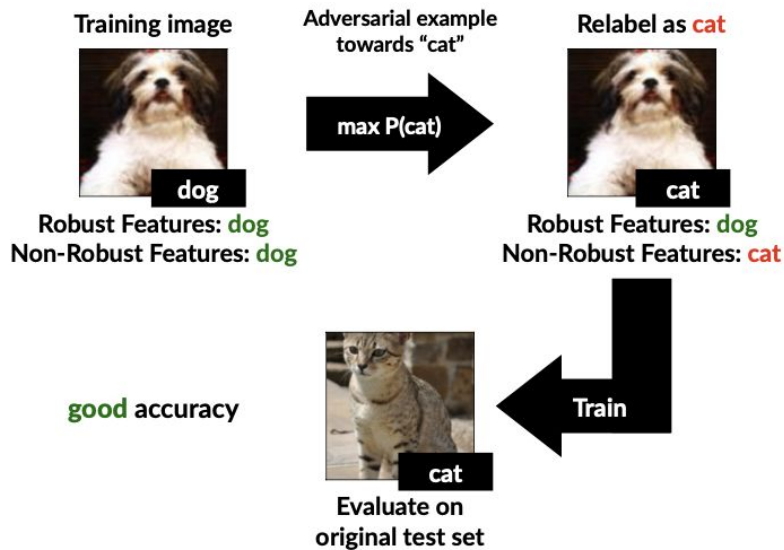 Training image
Adversarial example
towards “cat”
Relabel as cat
max P(cat)
dog
cat
Robust Features: dog
Non-Robust Features: dog
Robust Features: dog
Non-Robust Features: cat
good accuracy
Train
cat
Evaluate on
original test set